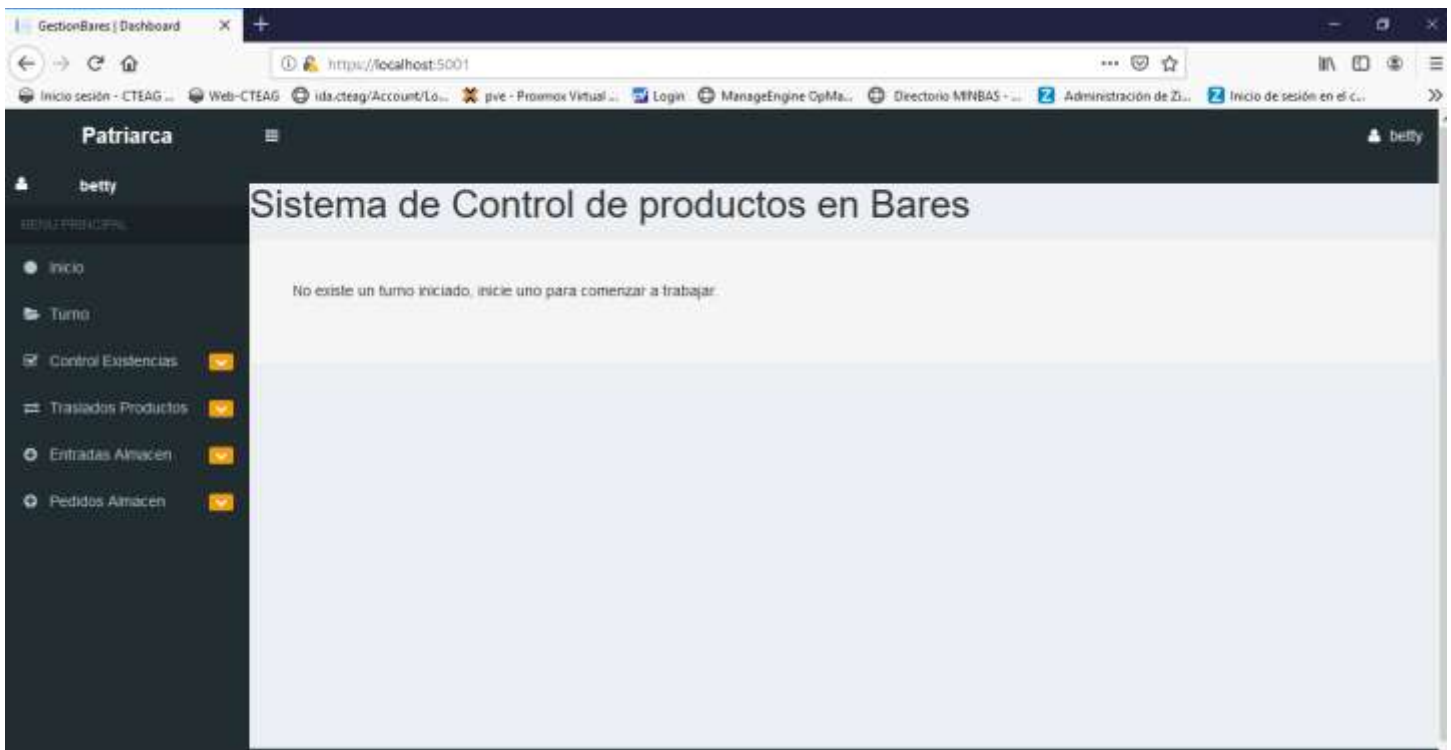 GestionBares | Dashboard
https://localhost:5001
Inicio sesión - CTEAG ... Web-CTEAG ida.cteag/Account/Lo... pve - Proxmox Virtual ... Login ManageEngine OpMa... Directorio MINBAS - ... Administración de Zi... Inicio de sesión en el c...
Patriarca betty
betty
MENU PRINCIPAL
Sistema de Control de productos en Bares
Inicio
No existe un turno iniciado, inicie uno para comenzar a trabajar.
Turno
Control Existencias
Traslados Productos
Entradas Almacen
Pedidos Almacen